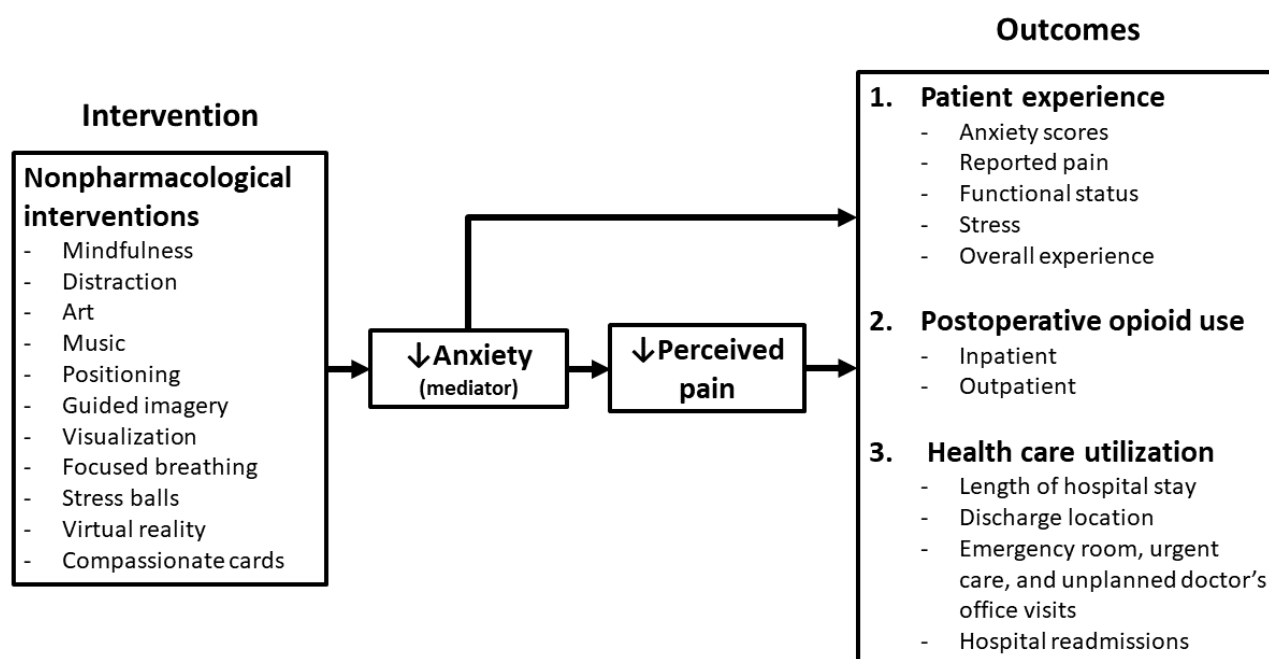 Intervention
Nonpharmacological
interventions
- Mindfulness
- Distraction
- Art
- Music
- Positioning
- Guided imagery
- Visualization
- Focused breathing
- Stress balls
- Virtual reality
- Compassionate cards
↓Anxiety
(mediator)
↓Perceived
pain
Outcomes
1. Patient experience
- Anxiety scores
- Reported pain
- Functional status
- Stress
- Overall experience
2. Postoperative opioid use
- Inpatient
- Outpatient
3. Health care utilization
- Length of hospital stay
- Discharge location
- Emergency room, urgent
care, and unplanned doctor’s
office visits
- Hospital readmissions